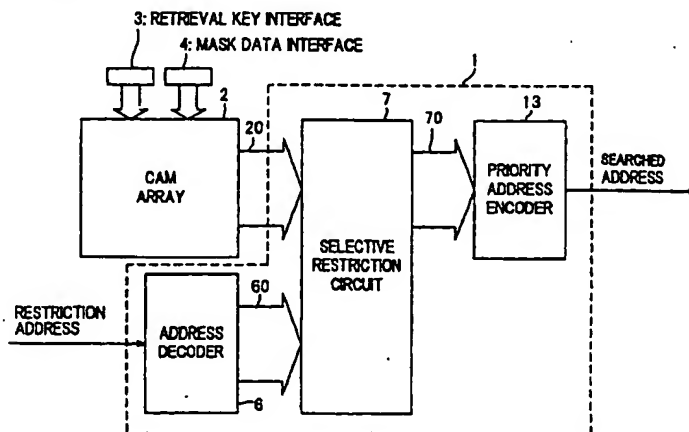 3: RETRIEVAL KEY INTERFACE
4: MASK DATA INTERFACE
1
2
7
13
20
70
CAM
ARRAY
PRIORITY
ADDRESS
ENCODER
SEARCHED
ADDRESS
SELECTIVE
RESTRICTION
CIRCUIT
60
RESTRICTION
ADDRESS
ADDRESS
DECODER
6